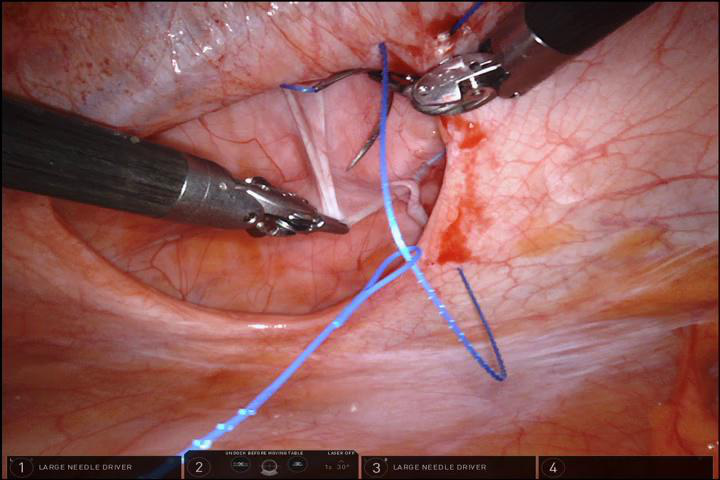 UNDOCK BEFORE MOVING TABLE LASER OFF
1 LARGE NEEDLE DRIVER 2 1x 30° 3 LARGE NEEDLE DRIVER 4